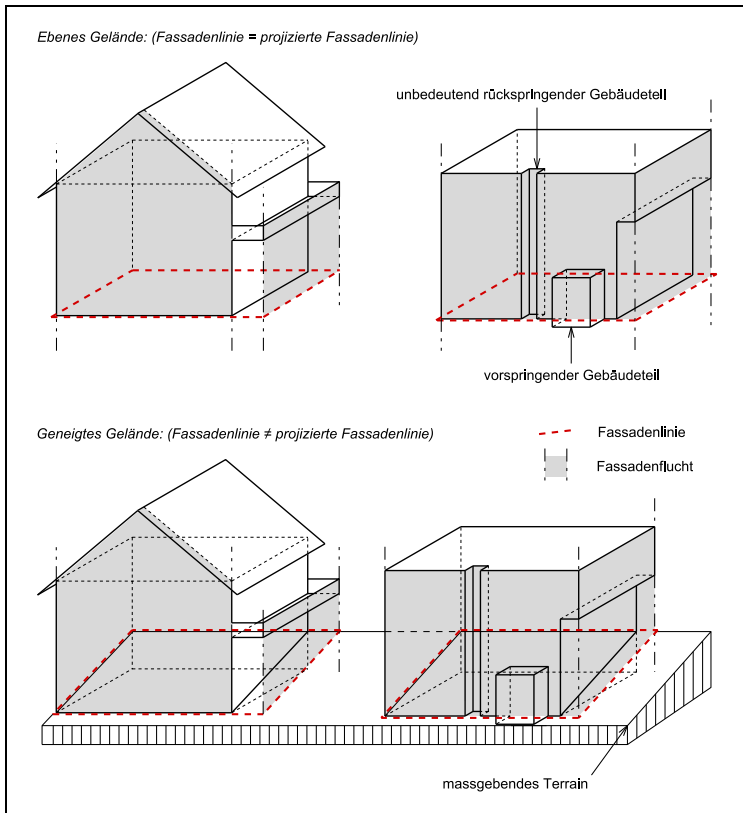 Ebenes Gelände: (Fassadenlinie = projizierte Fassadenlinie)
unbedeutend rückspringender Gebäudeteil
vorspringender Gebäudeteil
Geneigtes Gelände: (Fassadenlinie ≠ projizierte Fassadenlinie)
Fassadenlinie
Fassadenflucht
massgebendes Terrain